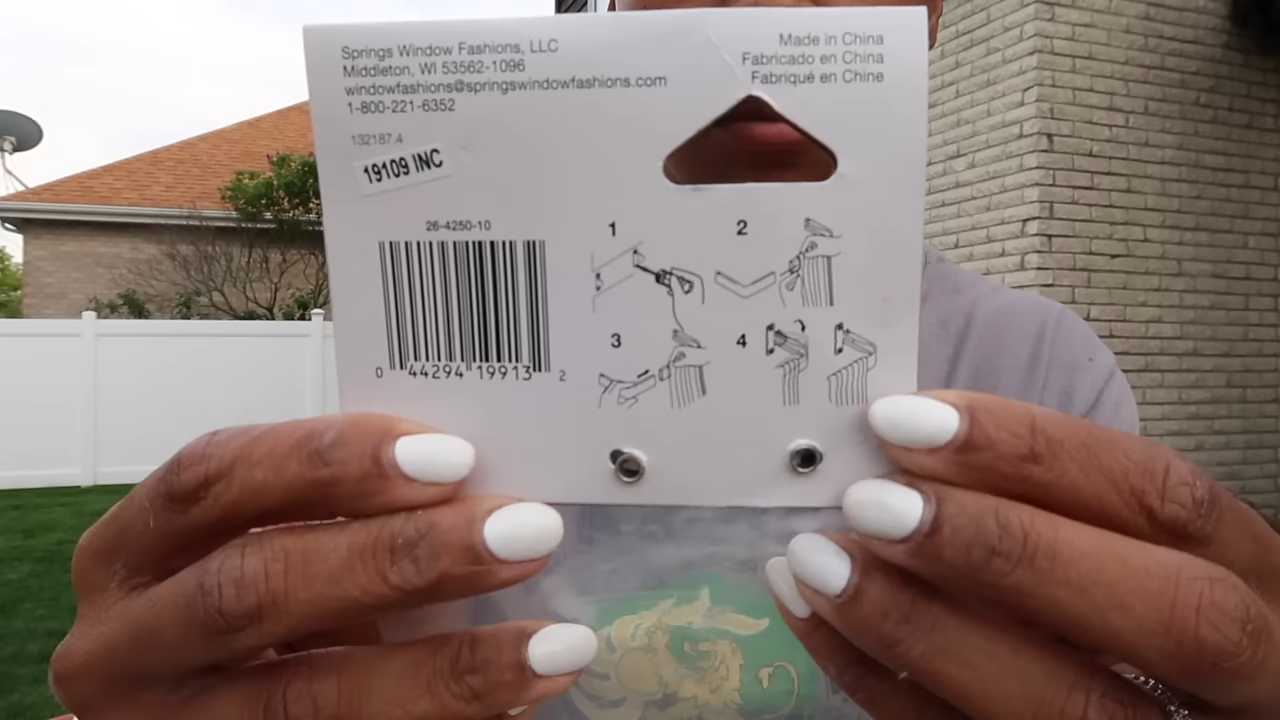 Springs Window Fashions, LLC
Middleton, WI 53562-1096
windowfashions@springswindowfashions.com
1-800-221-6352
Made in China
Fabricado en China
Fabriqué en Chine
132187.4
19109 INC
26-4250-10
0 44294 19913 2
1
2
3
4